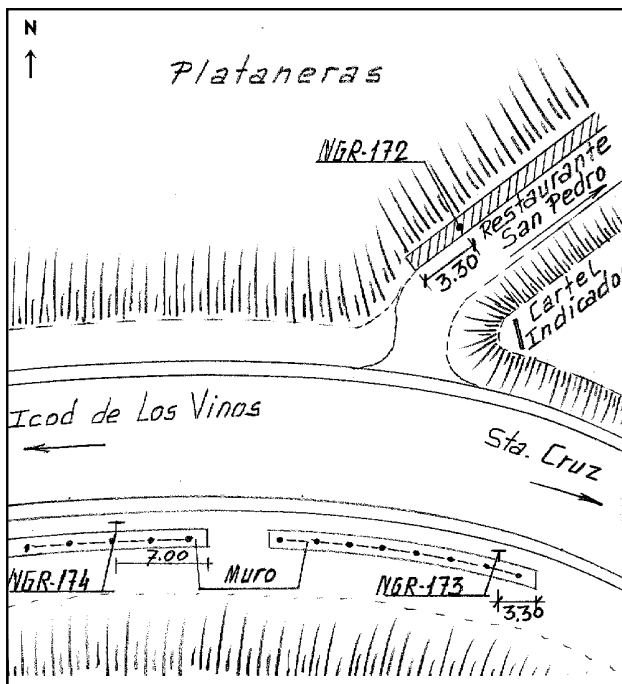 N
Plataneras
NGR-172
Restaurante
San Pedro
3.30
Cartel
Indicador
Icod de Los Vinos
Sta. Cruz
7.00
NGR-174
Muro
NGR-173
3.30